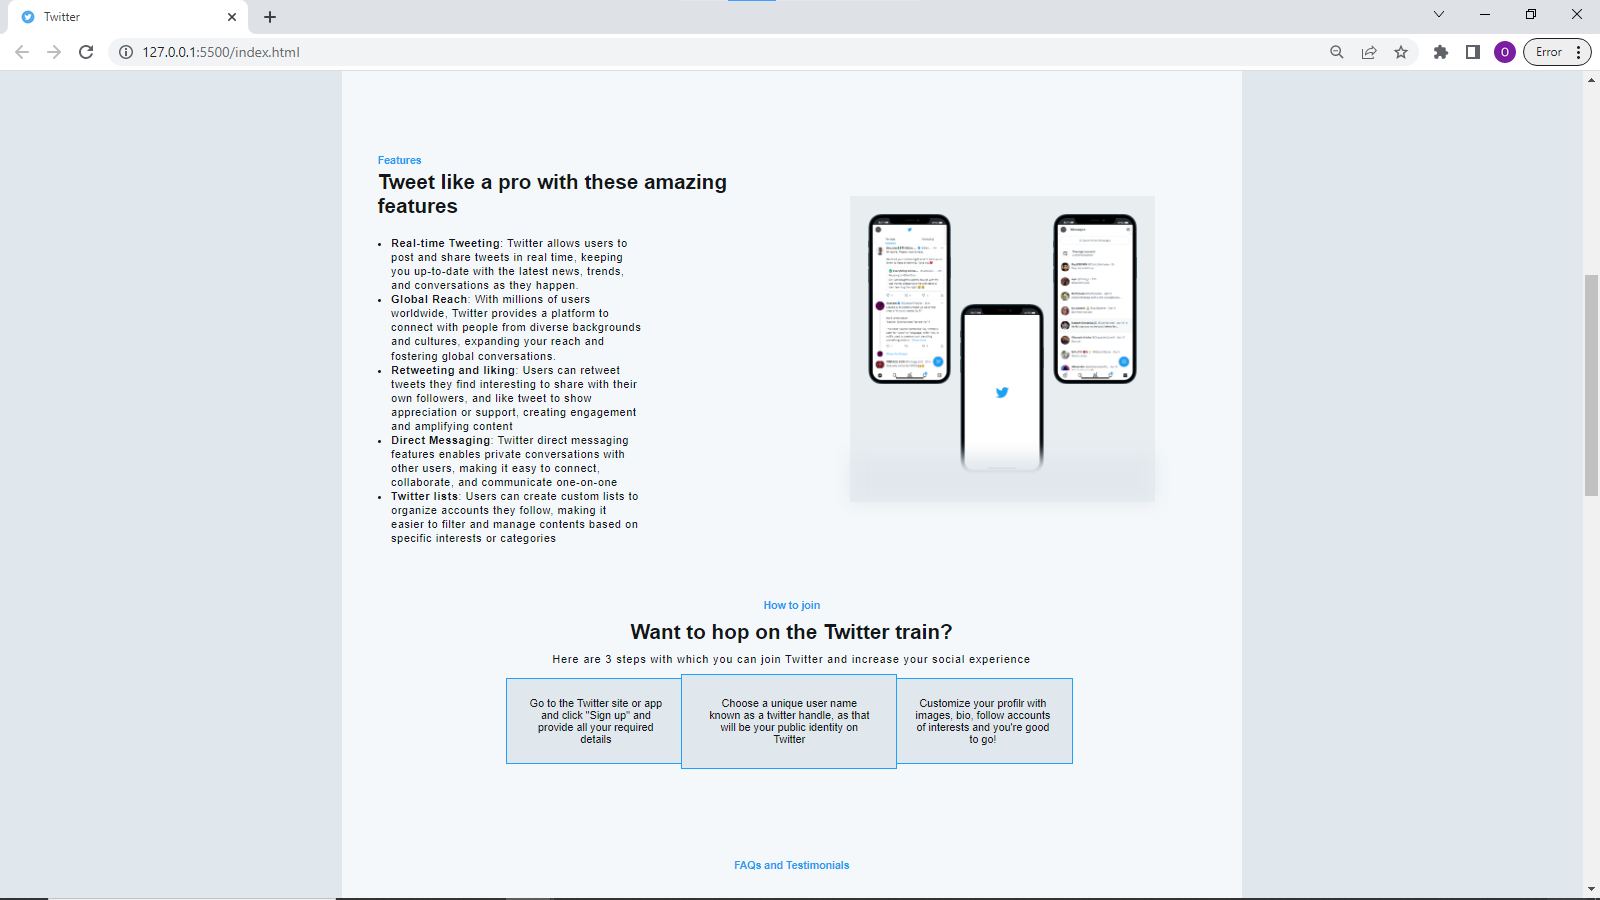 Twitter
127.0.0.1:5500/index.html
O
Error
Features
Tweet like a pro with these amazing
features
• Real-time Tweeting: Twitter allows users to
post and share tweets in real time, keeping
you up-to-date with the latest news, trends,
and conversations as they happen.
• Global Reach: With millions of users
worldwide, Twitter provides a platform to
connect with people from diverse backgrounds
and cultures, expanding your reach and
fostering global conversations.
• Retweeting and liking: Users can retweet
tweets they find interesting to share with their
own followers, and like tweet to show
appreciation or support, creating engagement
and amplifying content
• Direct Messaging: Twitter direct messaging
features enables private conversations with
other users, making it easy to connect,
collaborate, and communicate one-on-one
• Twitter lists: Users can create custom lists to
organize accounts they follow, making it
easier to filter and manage contents based on
specific interests or categories
Messages
How to join
Want to hop on the Twitter train?
Here are 3 steps with which you can join Twitter and increase your social experience
Go to the Twitter site or app
and click "Sign up" and
provide all your required
details
Choose a unique user name
known as a twitter handle, as that
will be your public identity on
Twitter
Customize your profilr with
images, bio, follow accounts
of interests and you're good
to go!
FAQs and Testimonials